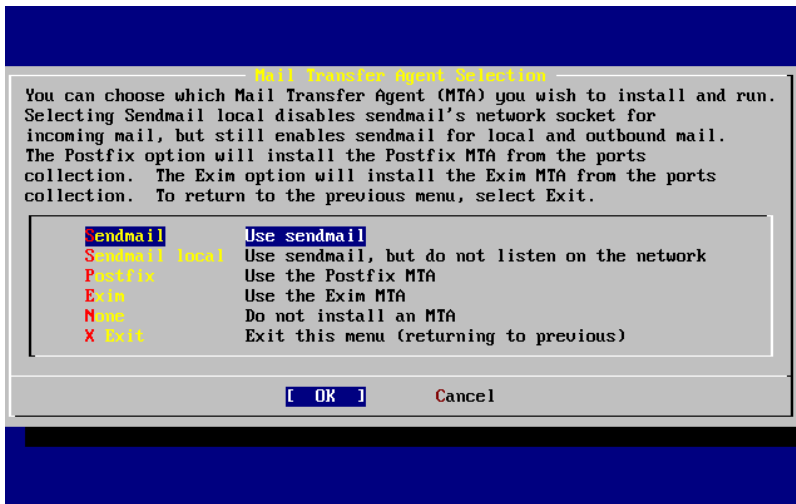 Mail Transfer Agent Selection
You can choose which Mail Transfer Agent (MTA) you wish to install and run.
Selecting Sendmail local disables sendmail's network socket for
incoming mail, but still enables sendmail for local and outbound mail.
The Postfix option will install the Postfix MTA from the ports
collection.  The Exim option will install the Exim MTA from the ports
collection.  To return to the previous menu, select Exit.
Sendmail Use sendmail
Sendmail local Use sendmail, but do not listen on the network
Postfix Use the Postfix MTA
Exim Use the Exim MTA
None Do not install an MTA
X Exit Exit this menu (returning to previous)
[ OK ] Cancel